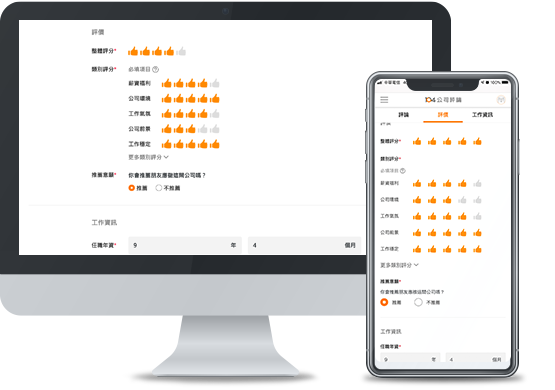 評價
整體評分*
類別評分* 必填項目 ?
薪資福利
公司環境
工作氣氛
公司前景
工作穩定
更多類別評分
推薦意願* 你會推薦朋友應徵這間公司嗎？
推薦 不推薦
工作資訊
任職年資* 9 年 4 個月
中華電信 100%
104公司評論
評論 評價 工作資訊
評價
整體評分*
類別評分*
必填項目 ?
薪資福利
公司環境
工作氣氛
公司前景
工作穩定
更多類別評分
推薦意願*
你會推薦朋友應徵這間公司嗎？
推薦 不推薦
工作資訊
任職年資*
9 年 4 個月